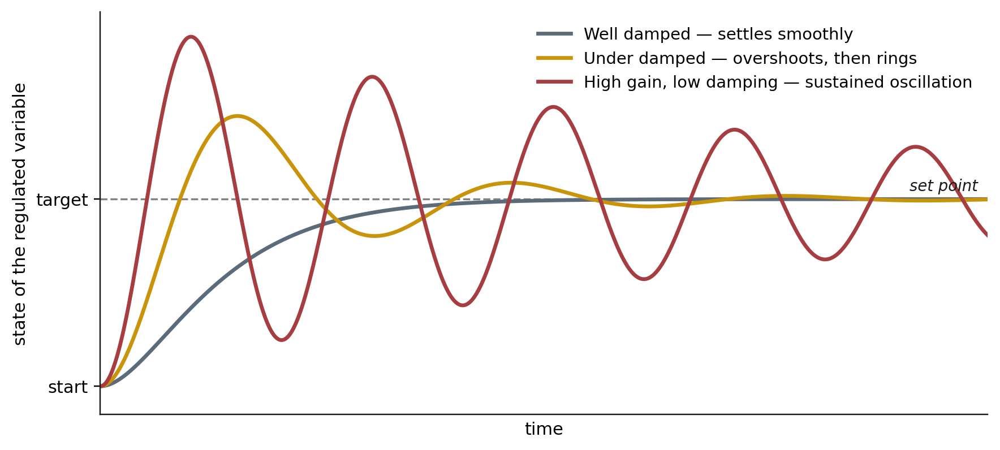 Well damped — settles smoothly
Under damped — overshoots, then rings
High gain, low damping — sustained oscillation
state of the regulated variable
target
set point
start
time